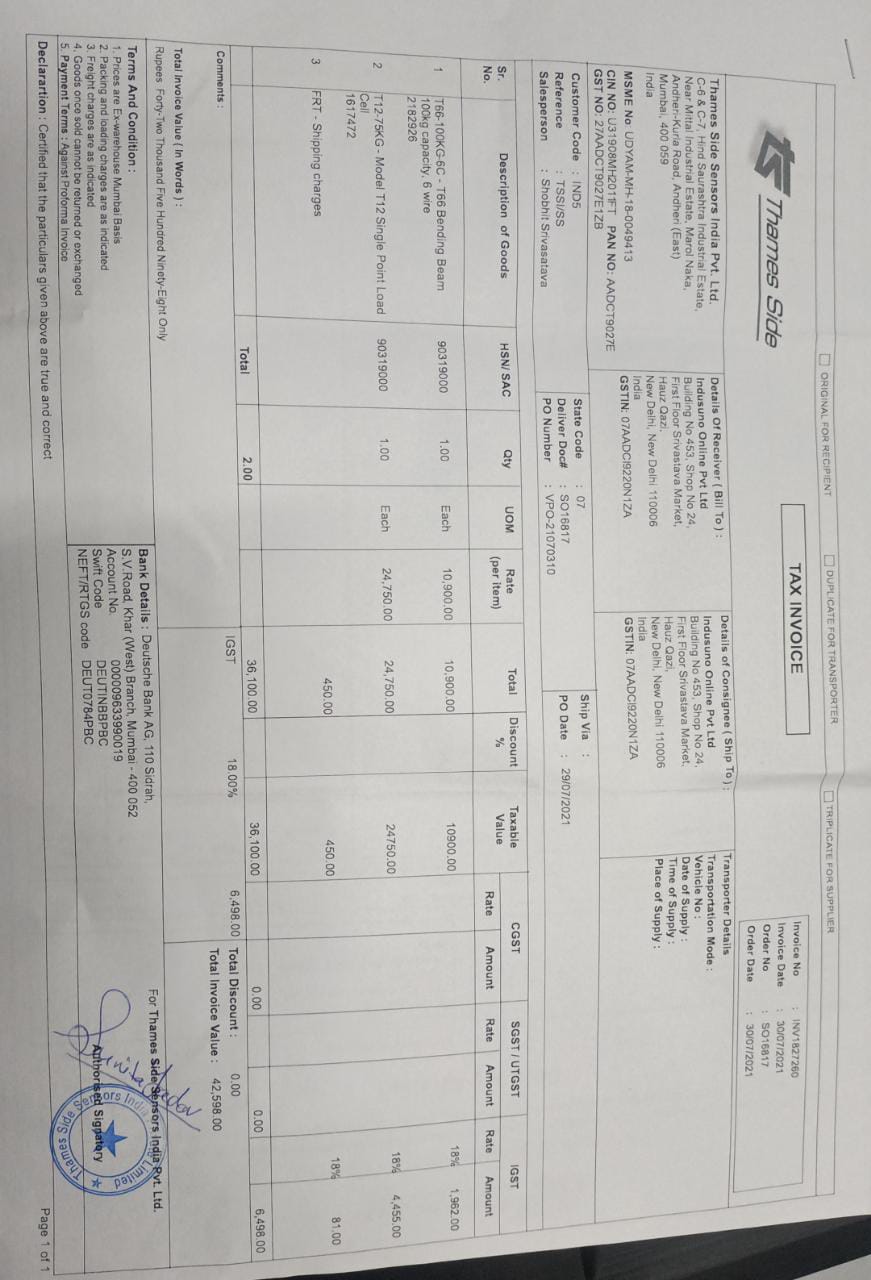 ORIGINAL FOR RECIPIENT
DUPLICATE FOR TRANSPORTER
TRIPLICATE FOR SUPPLIER
Thames Side
TAX INVOICE
Invoice No : INV1827260
Invoice Date : 30/07/2021
Order No : SO16817
Order Date : 30/07/2021
Thames Side Sensors India Pvt. Ltd.
C-6 & C-7, Hind Saurashtra Industrial Estate,
Near Mittal Industrial Estate, Marol Naka,
Andheri-Kurla Road, Andheri (East)
Mumbai, 400 059
India
MSME No UDYAM-MH-18-0049413
CIN NO: U31908MH2011FT PAN NO: AADCT9027E
GST NO: 27AADCT9027E1ZB
Details Of Receiver ( Bill To ) :
Indusuno Online Pvt Ltd
Building No 453, Shop No 24,
First Floor Srivastava Market,
Hauz Qazi,
New Delhi, New Delhi 110006
India
GSTIN: 07AADCI9220N1ZA
Details of Consignee ( Ship To ) :
Indusuno Online Pvt Ltd
Building No 453, Shop No 24,
First Floor Srivastava Market,
Hauz Qazi,
New Delhi, New Delhi 110006
India
GSTIN: 07AADCI9220N1ZA
Transporter Details
Transportation Mode :
Vehicle No :
Date of Supply :
Time of Supply :
Place of Supply :
Customer Code : IND5
Reference : TSSI/SS
Salesperson : Shobhit Srivasatava
State Code : 07
Deliver Doc# : SO16817
PO Number : VPO-21070310
Ship Via :
PO Date : 29/07/2021
Sr. No. Description of Goods HSN/ SAC Qty UOM Rate (per item) Total Discount % Taxable Value CGST SGST / UTGST IGST
Rate Amount Rate Amount Rate Amount
1 T66-100KG-6C - T66 Bending Beam 90319000 1.00 Each 10,900.00 10,900.00 10900.00 18% 1,962.00
100kg capacity, 6 wire
2182926
2 T12-75KG - Model T12 Single Point Load 90319000 1.00 Each 24,750.00 24,750.00 24750.00 18% 4,455.00
Cell
1617472
3 FRT - Shipping charges 450.00 450.00 18% 81.00
Total 2.00 36,100.00 36,100.00 0.00 0.00 6,498.00
Comments :
IGST 18.00% 6,498.00
Total Discount : 0.00
Total Invoice Value : 42,598.00
Total Invoice Value ( In Words ) :
Rupees Forty-Two Thousand Five Hundred Ninety-Eight Only
Terms And Condition :
1. Prices are Ex-warehouse Mumbai Basis
2. Packing and loading charges are as indicated
3. Freight charges are as indicated
4. Goods once sold cannot be returned or exchanged
5. Payment Terms : Against Proforma Invoice
Bank Details : Deutsche Bank AG, 110 Sidrah,
S.V.Road, Khar (West) Branch, Mumbai - 400 052
Account No. 000009633990019
Swift Code DEUTINBBPBC
NEFT/RTGS code DEUT0784PBC
For Thames Side Sensors India Pvt. Ltd.
Authorised Signatory
Declarartion : Certified that the particulars given above are true and correct
Page 1 of 1